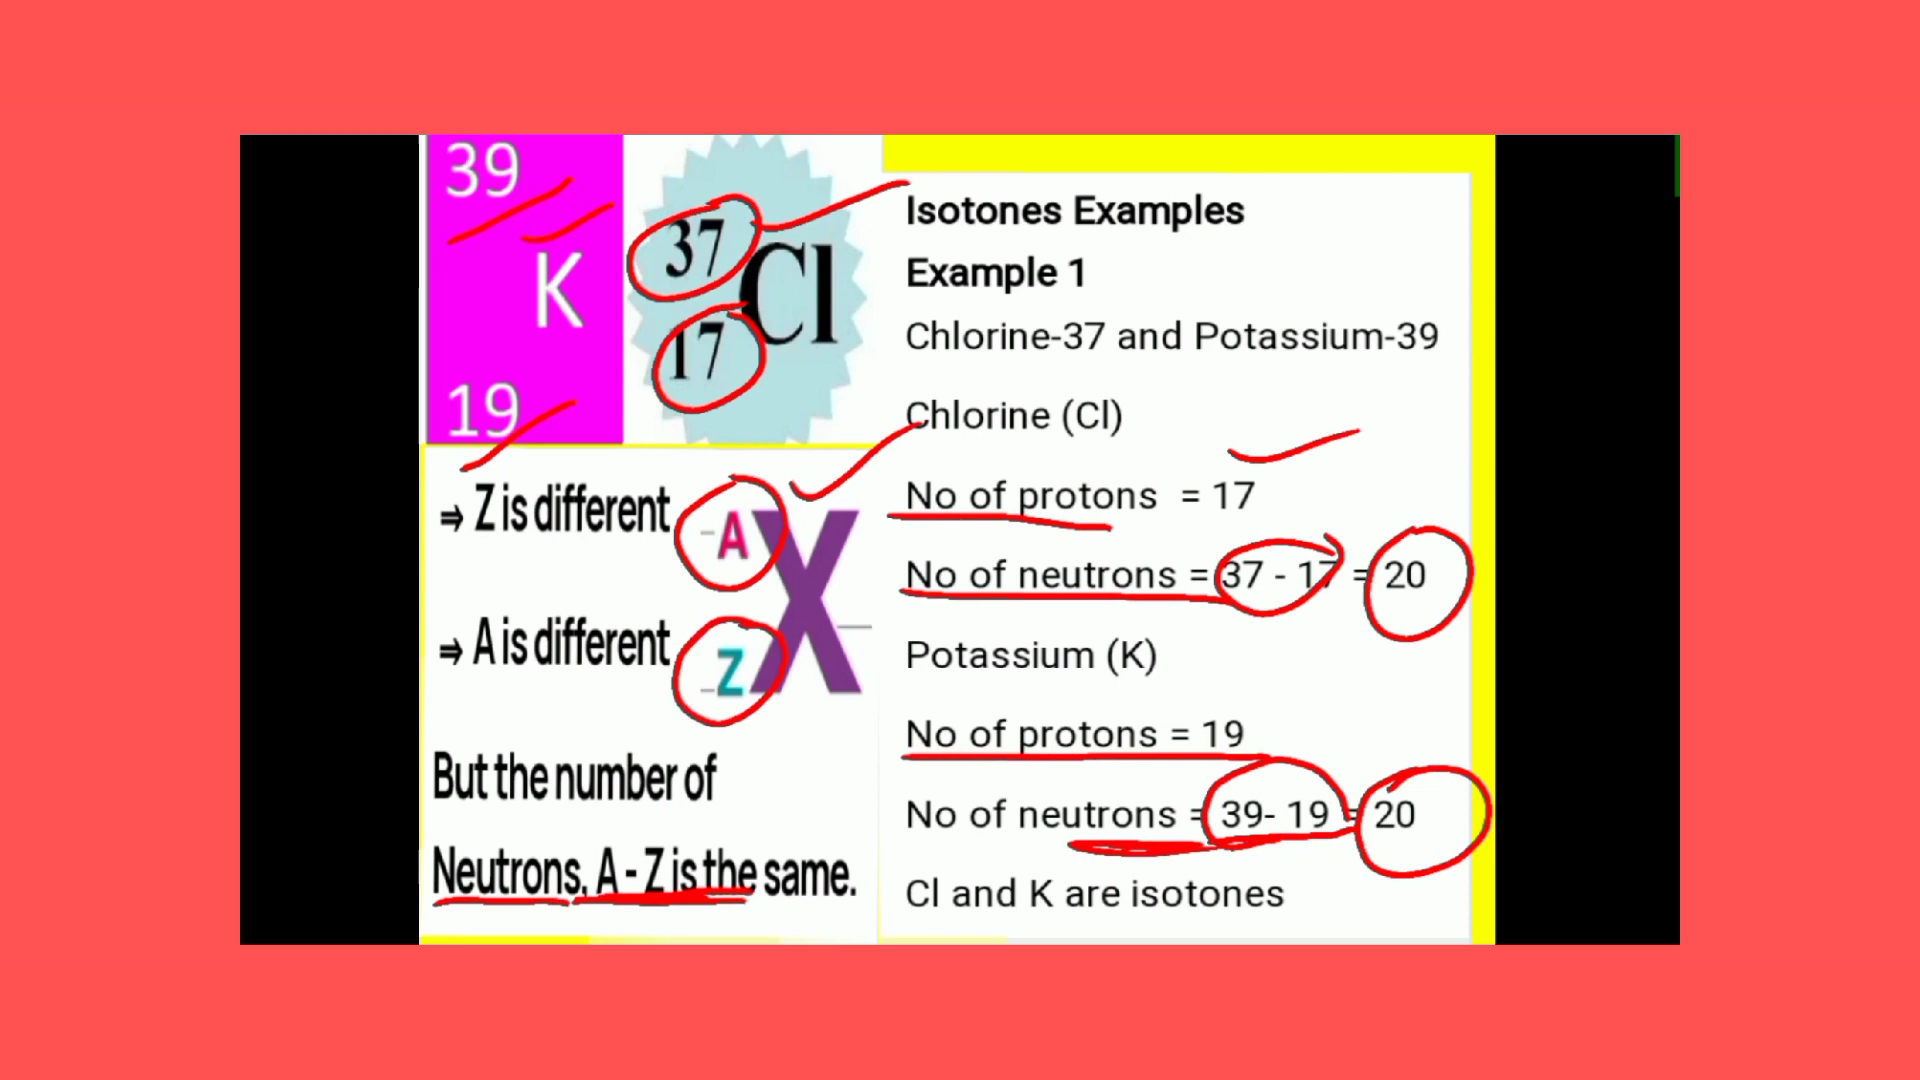 39
K
19
37
Cl
17
⇒ Z is different
A
X
⇒ A is different
Z
But the number of
Neutrons, A - Z is the same.
Isotones Examples
Example 1
Chlorine-37 and Potassium-39
Chlorine (Cl)
No of protons = 17
No of neutrons = 37 - 17 = 20
Potassium (K)
No of protons = 19
No of neutrons = 39- 19 = 20
Cl and K are isotones